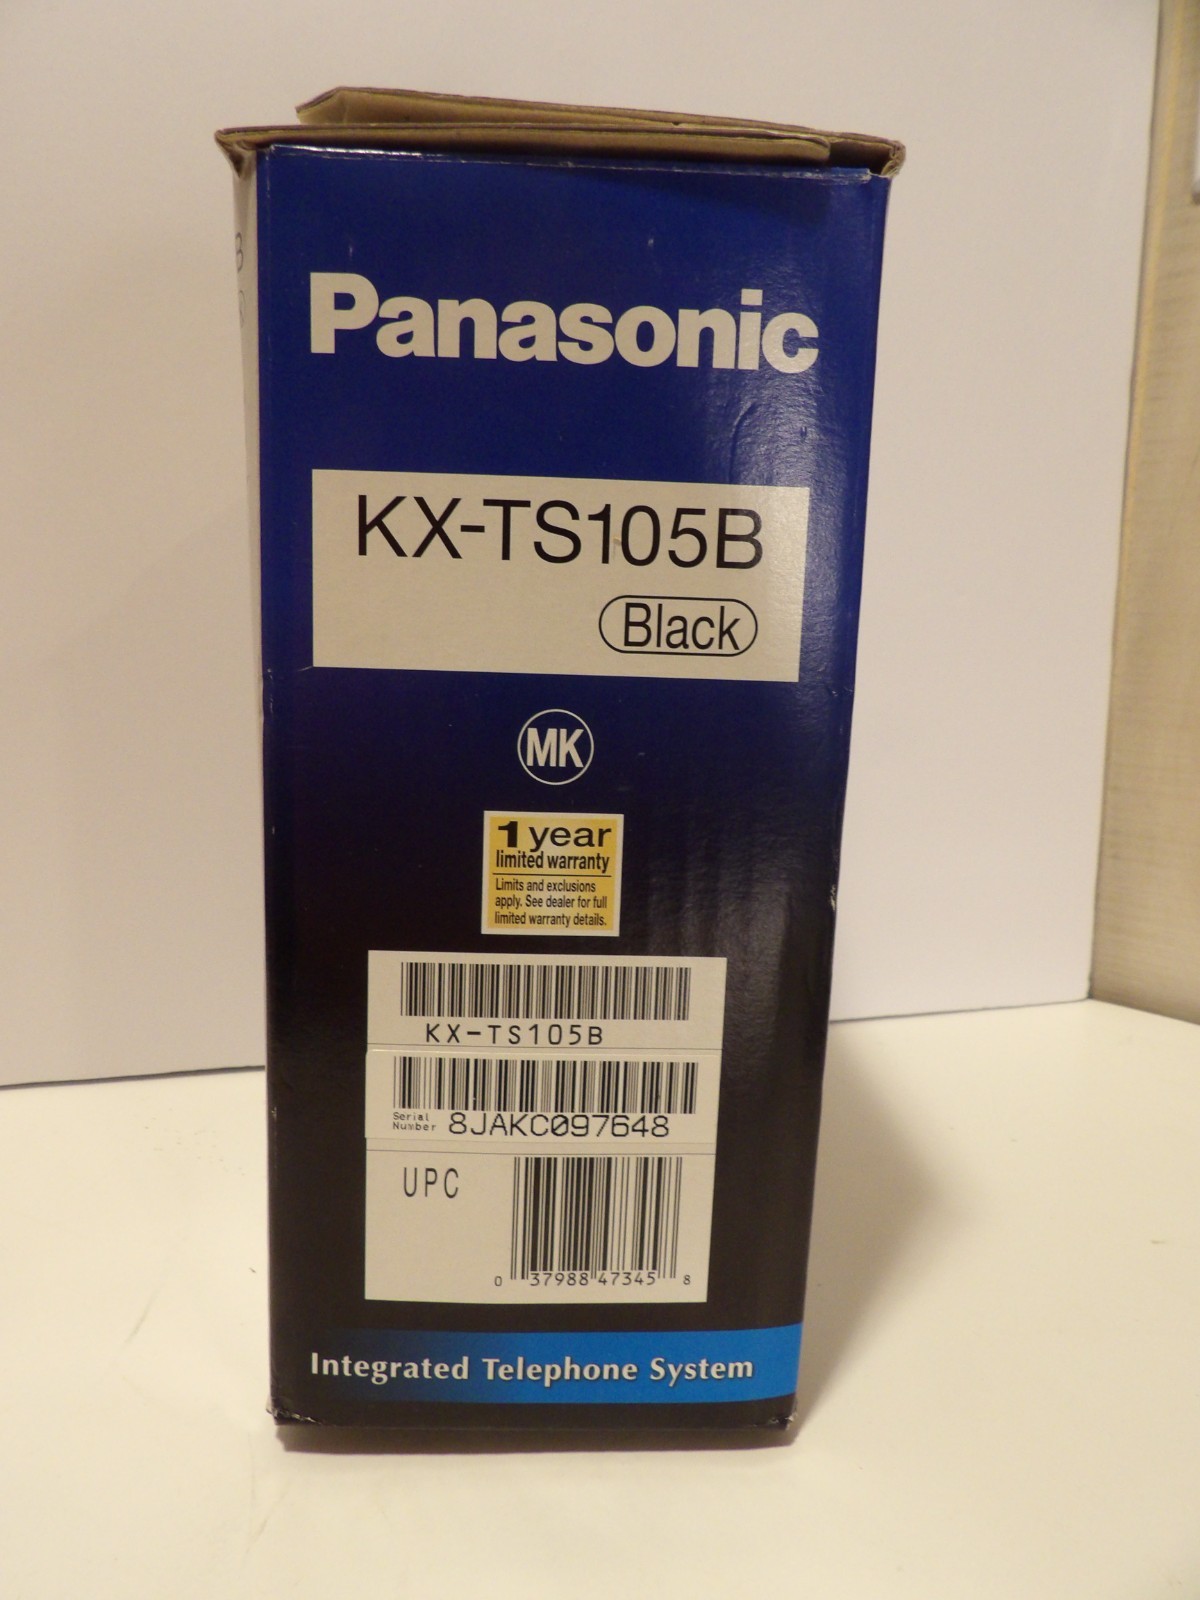 Panasonic
KX-TS105B
Black
MK
1 year
limited warranty
Limits and exclusions
apply. See dealer for full
limited warranty details.
KX-TS105B
Serial
Number 8JAKC097648
UPC
0 37988 47345 8
Integrated Telephone System